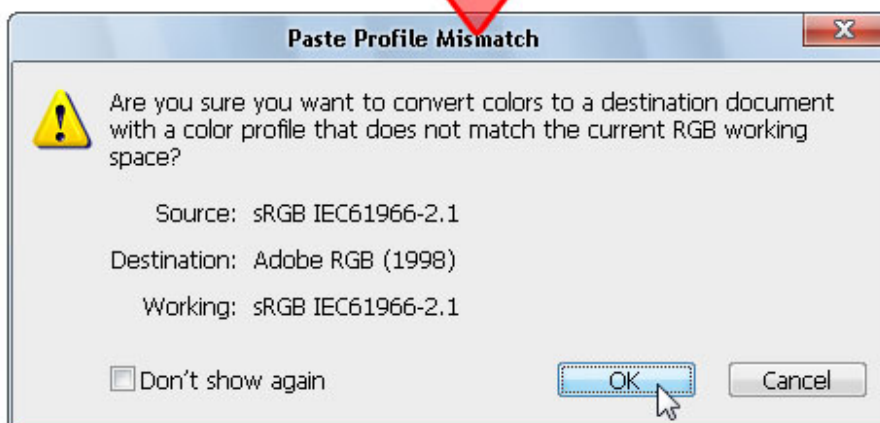 Paste Profile Mismatch
Are you sure you want to convert colors to a destination document
with a color profile that does not match the current RGB working
space?
Source: sRGB IEC61966-2.1
Destination: Adobe RGB (1998)
Working: sRGB IEC61966-2.1
Don't show again OK Cancel